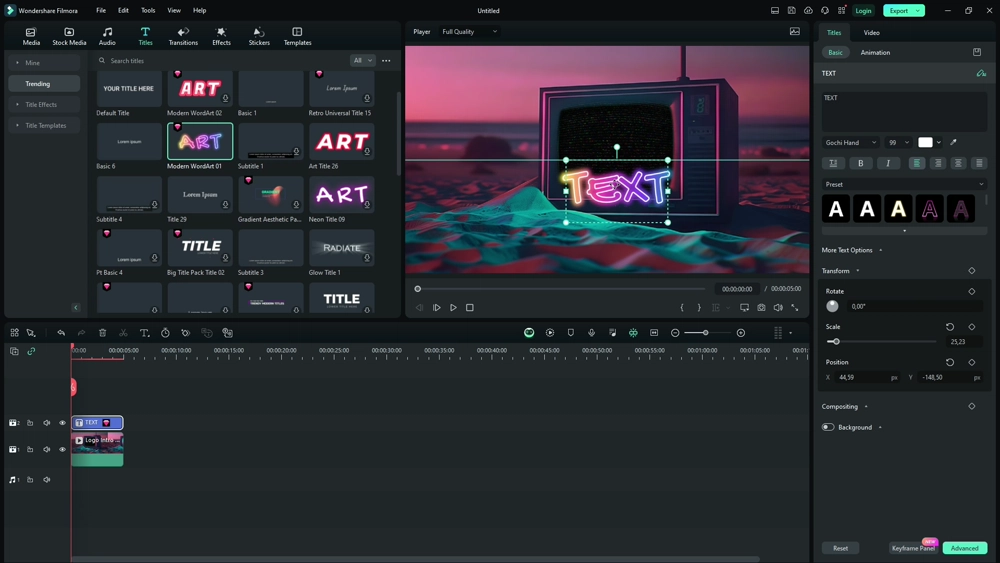 Wondershare Filmora File Edit Tools View Help Untitled Login Export
Media Stock Media Audio Titles Transitions Effects Stickers Templates
Player Full Quality
Titles Video
Mine
Trending
Title Effects
Title Templates
Search titles All
YOUR TITLE HERE ART Lorem Ipsum
Default Title Modern WordArt 02 Basic 1 Retro Universal Title 15
Lorem ipsum ART ART
Basic 6 Modern WordArt 01 Subtitle 1 Art Title 26
Lorem Ipsum ART
Subtitle 4 Title 29 Gradient Aesthetic Pa... Neon Title 09
Lorem ipsum TITLE RADIATE
Pt Basic 4 Big Title Pack Title 02 Subtitle 3 Glow Title 1
TRENDY MODERN TITLES TITLE
TEXT
00:00:00:00 / 00:00:05:00
Basic Animation
TEXT
TEXT
Gochi Hand 99
B I
Preset
A A A A A
More Text Options
Transform
Rotate
0,00°
Scale
25,23
Position
X 44,59 px Y -148,50 px
Compositing
Background
Reset Keyframe Panel NEW Advanced
:00:00 00:00:05:00 00:00:10:00 00:00:15:00 00:00:20:00 00:00:25:00 00:00:30:00 00:00:35:00 00:00:40:00 00:00:45:00 00:00:50:00 00:00:55:00 00:01:00:00 00:01:05:00 00:01:
2 T TEXT
1 Logo Intro ...
1